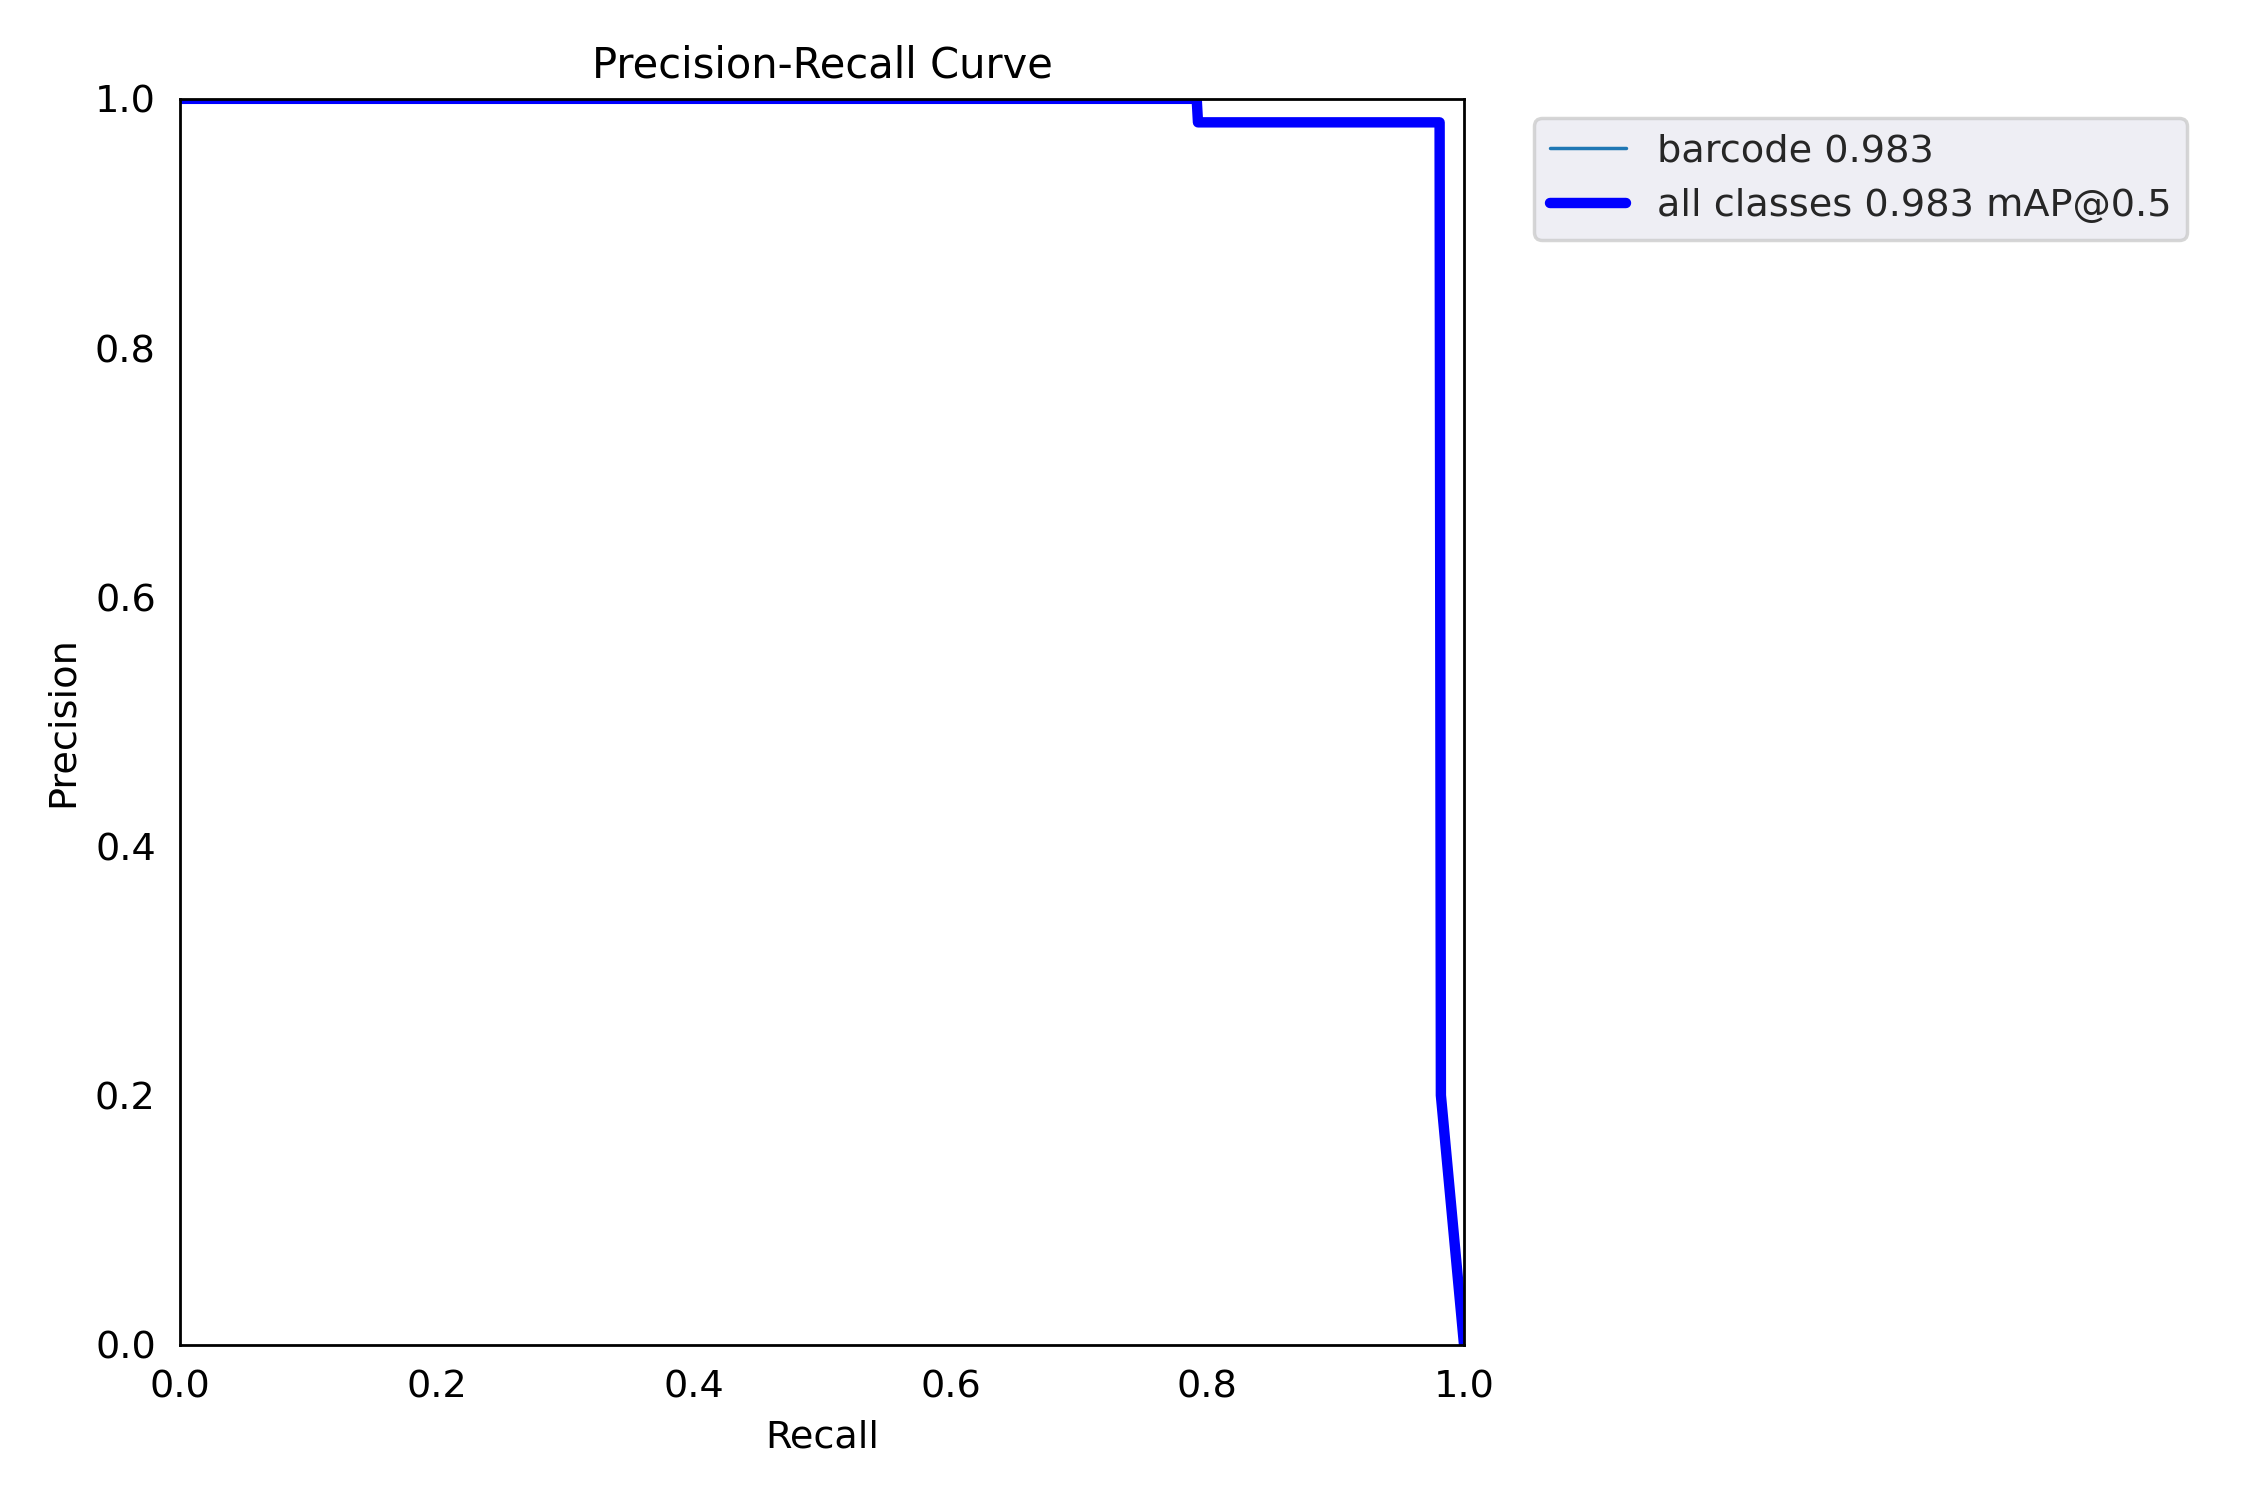 Precision-Recall Curve
1.0
0.8
0.6
0.4
0.2
0.0
Precision
0.0 0.2 0.4 0.6 0.8 1.0
Recall
barcode 0.983
all classes 0.983 mAP@0.5